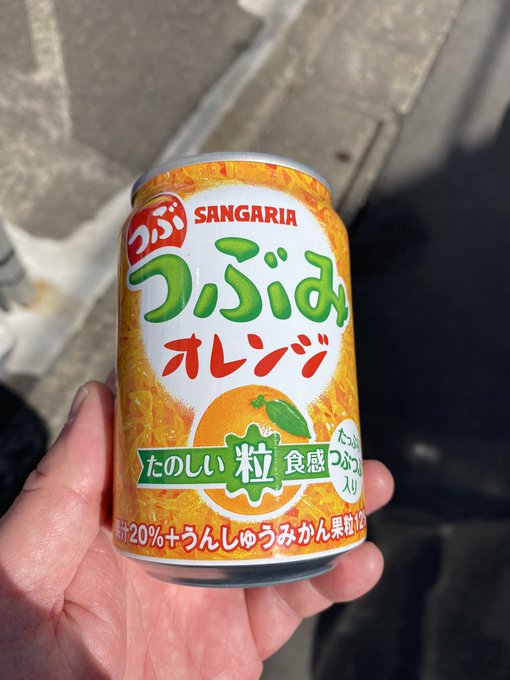 つぶ
SANGARIA
つぶみ
オレンジ
たのしい 粒 食感
たっぷり
つぶつぶ
入り
果汁20%+うんしゅうみかん果粒12%